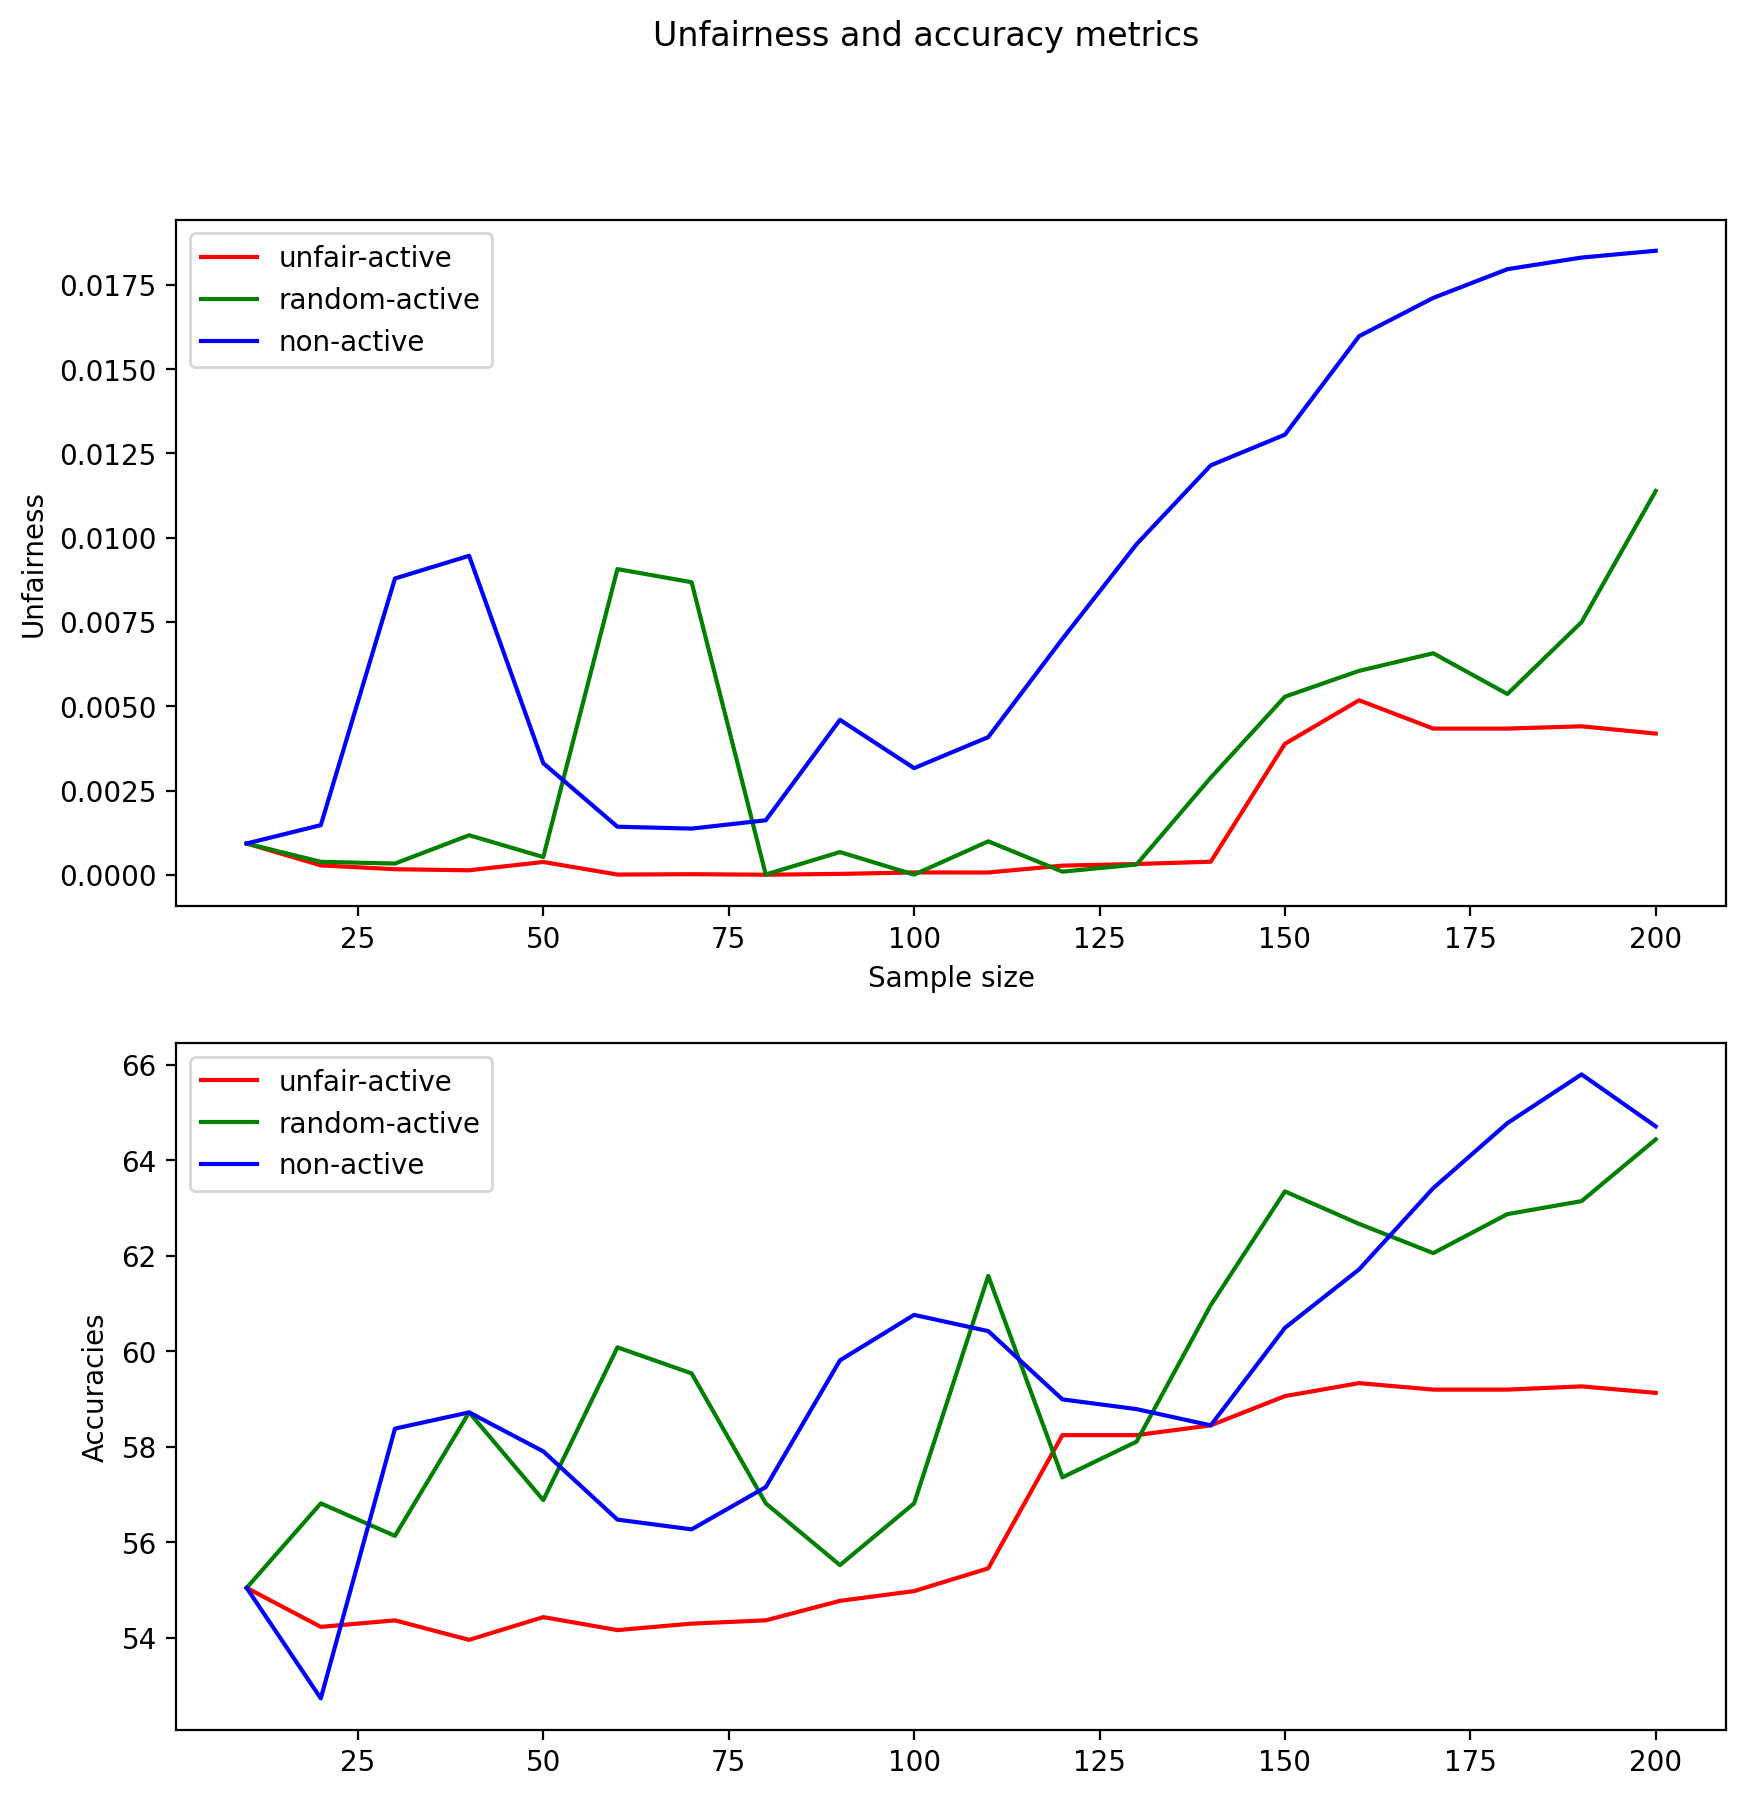 Unfairness and accuracy metrics
unfair-active
random-active
non-active
0.0175
0.0150
0.0125
0.0100
0.0075
0.0050
0.0025
0.0000
Unfairness
25 50 75 100 125 150 175 200
Sample size
unfair-active
random-active
non-active
66
64
62
60
58
56
54
Accuracies
25 50 75 100 125 150 175 200